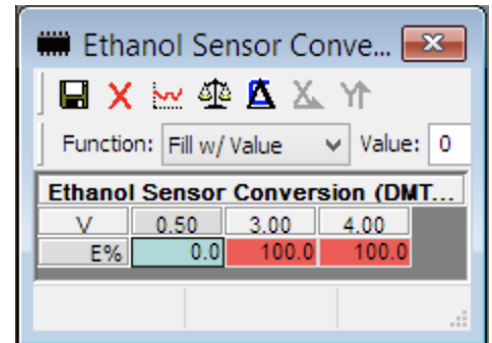 Ethanol Sensor Conve...
Function: Fill w/ Value Value: 0
Ethanol Sensor Conversion (DMT...
V 0.50 3.00 4.00
E% 0.0 100.0 100.0